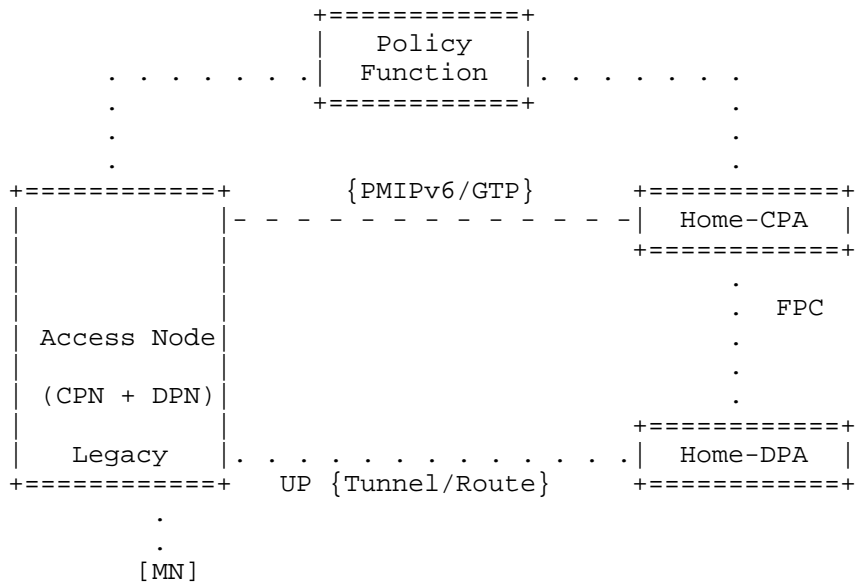 +============+
| Policy |
. . . . . . .| Function |. . . . . . .
. +============+ .
. .
. .
+============+ {PMIPv6/GTP} +============+
| |- - - - - - - - - - - - -| Home-CPA |
| | +============+
| | .
| | . FPC
| Access Node| .
| | .
| (CPN + DPN)| .
| | +============+
| Legacy |. . . . . . . . . . . . .| Home-DPA |
+============+ UP {Tunnel/Route} +============+
.
.
[MN]